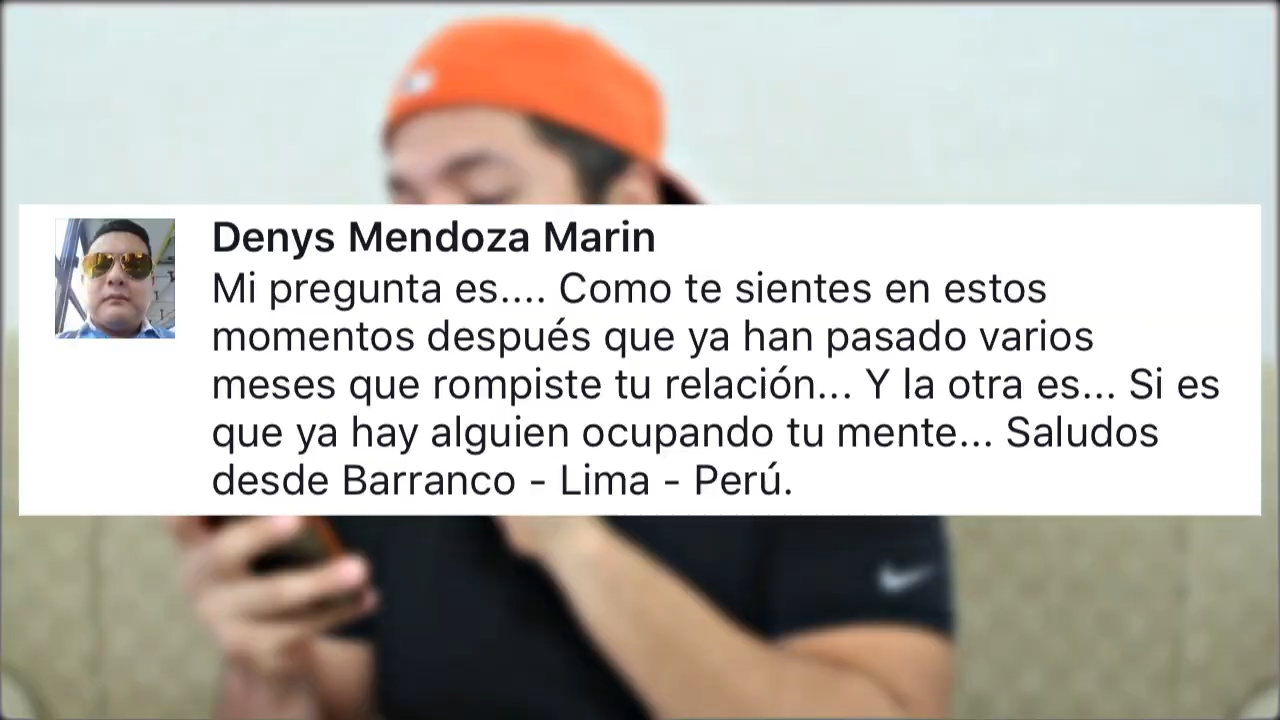 Denys Mendoza Marin
Mi pregunta es.... Como te sientes en estos
momentos después que ya han pasado varios
meses que rompiste tu relación... Y la otra es... Si es
que ya hay alguien ocupando tu mente... Saludos
desde Barranco - Lima - Perú.